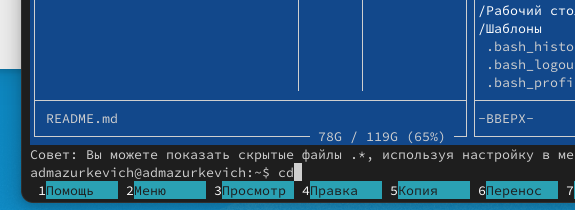 /Рабочий сто
/Шаблоны
.bash_histo
.bash_logou
.bash_profi
README.md
-ВВЕРХ-
78G / 119G (65%)
Совет: Вы можете показать скрытые файлы .*, используя настройку в ме
admazurkevich@admazurkevich:~$ cd
1Помощь 2Меню 3Просмотр 4Правка 5Копия 6Перенос 7